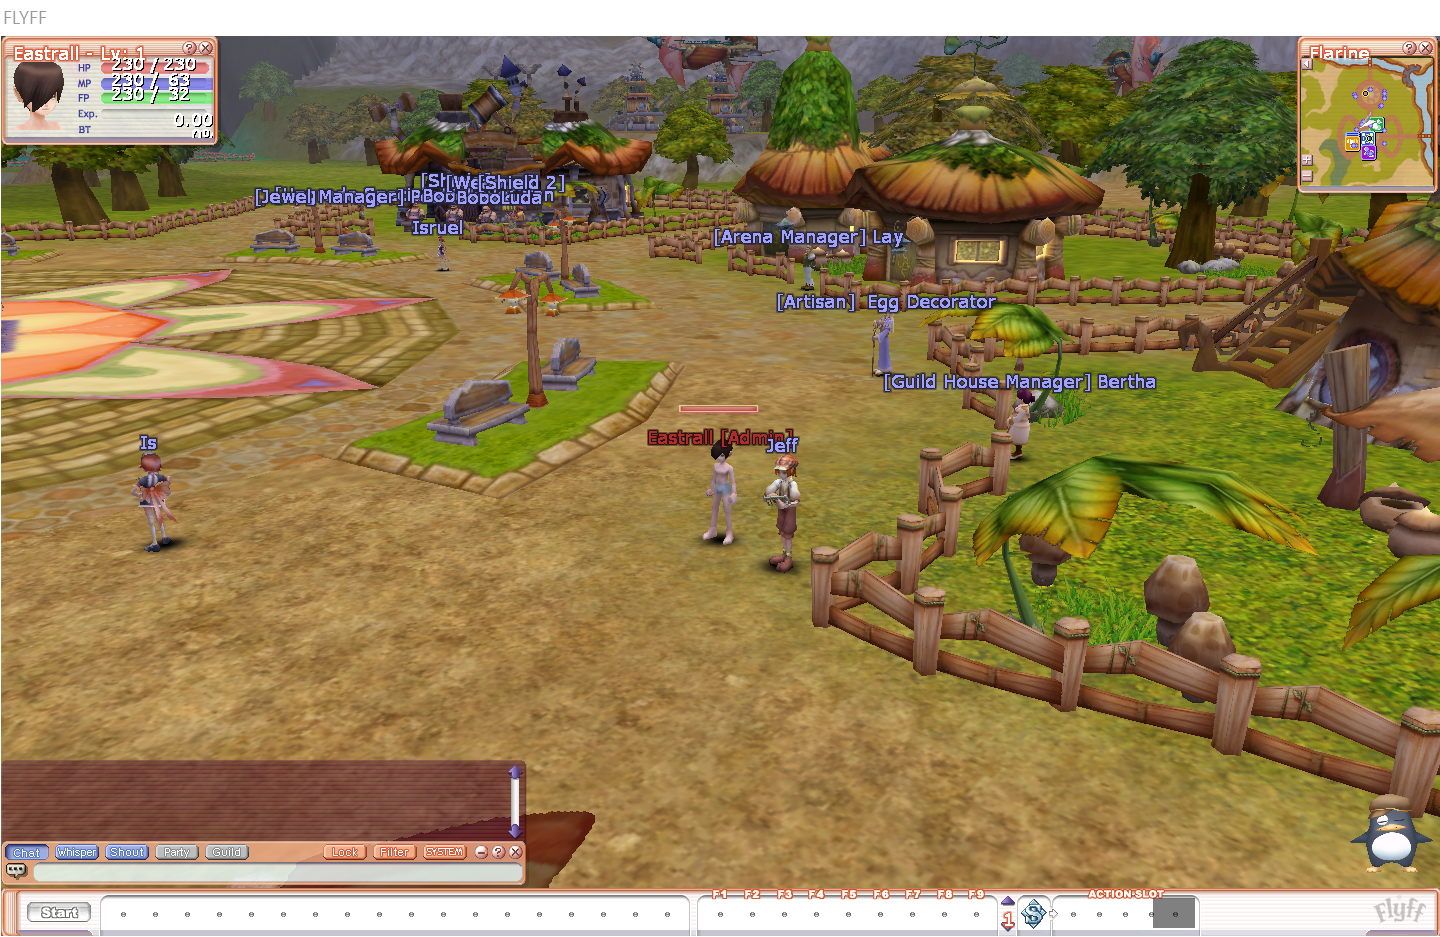 FLYFF
Eastrall - Lv: 1
HP 230 / 230
MP 230 / 63
FP 230 / 32
Exp. 0.00
BT
Flarine
[Shield 2]
[Jewel Manager]
BoboLudan
Isruel
[Arena Manager] Lay
[Artisan] Egg Decorator
[Guild House Manager] Bertha
Eastrall [Admin]
Jeff
Is
Chat Whisper Shout Party Guild Lock Filter SYSTEM
F1 F2 F3 F4 F5 F6 F7 F8 F9 ACTION SLOT
Start
1
S
Flyff